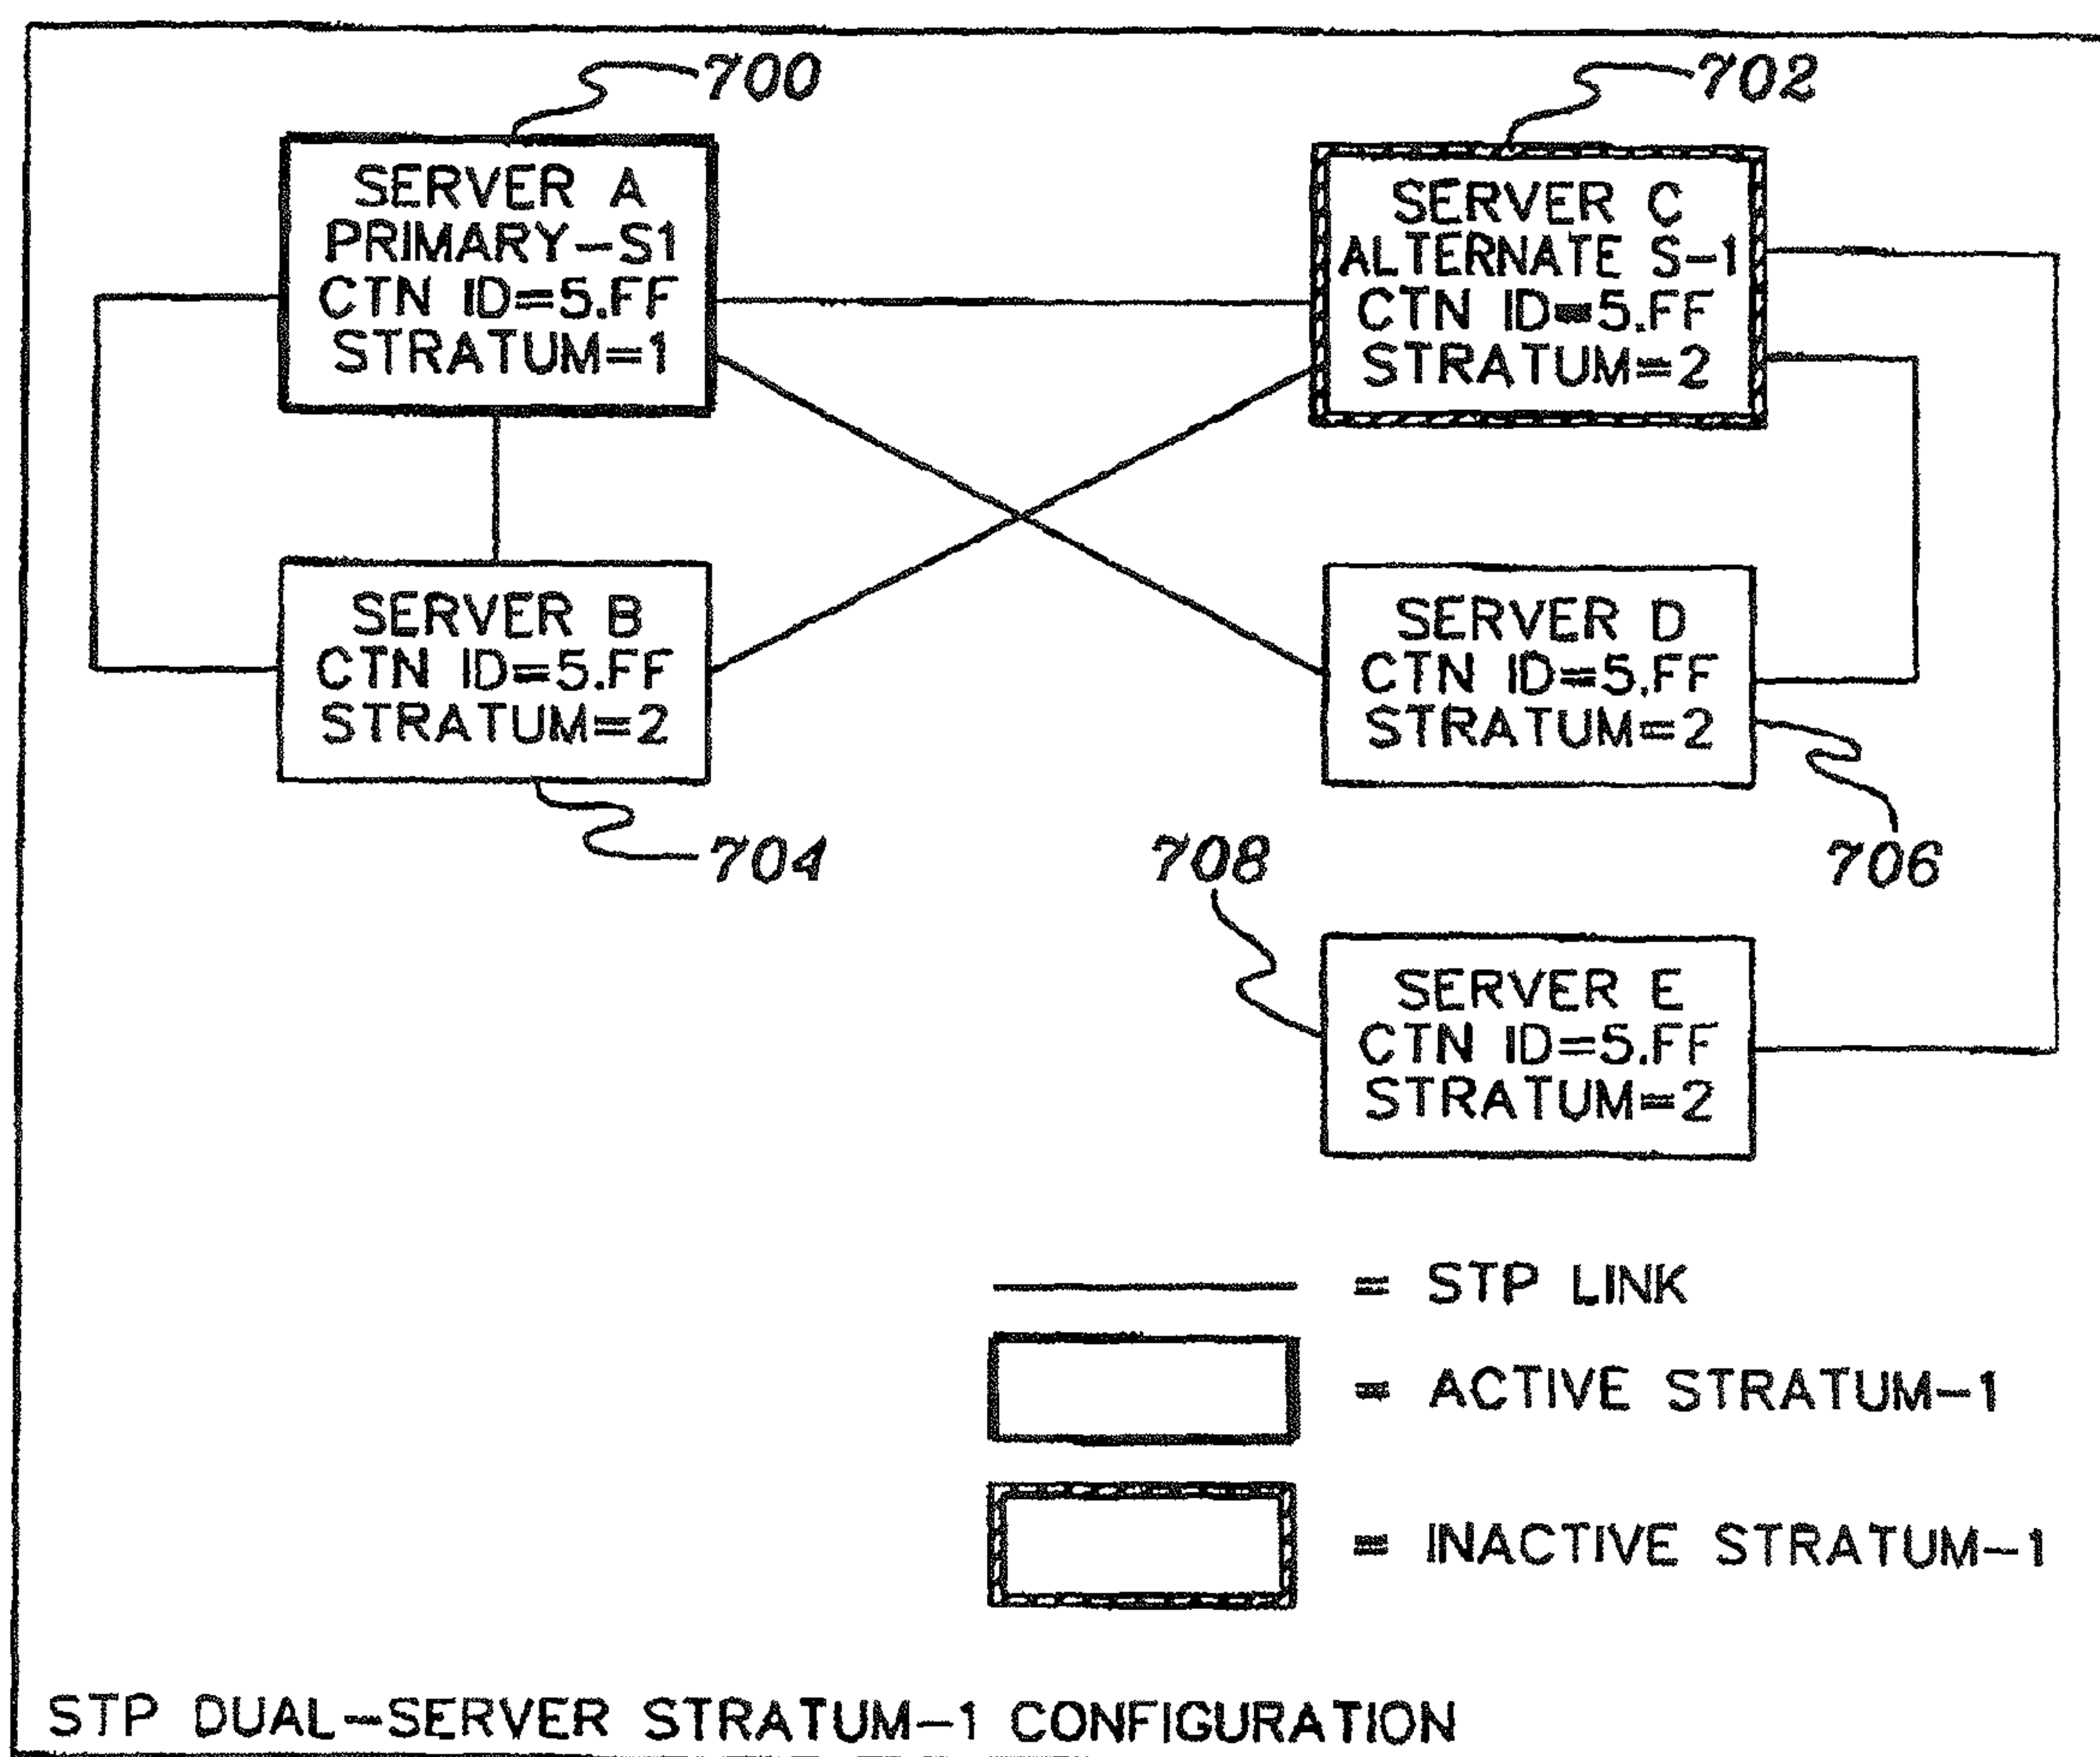 700
702
SERVER A
PRIMARY-S1
CTN ID=5.FF
STRATUM=1
SERVER C
ALTERNATE S-1
CTN ID=5.FF
STRATUM=2
SERVER B
CTN ID=5.FF
STRATUM=2
SERVER D
CTN ID=5.FF
STRATUM=2
704
708
706
SERVER E
CTN ID=5.FF
STRATUM=2
= STP LINK
= ACTIVE STRATUM-1
= INACTIVE STRATUM-1
STP DUAL-SERVER STRATUM-1 CONFIGURATION